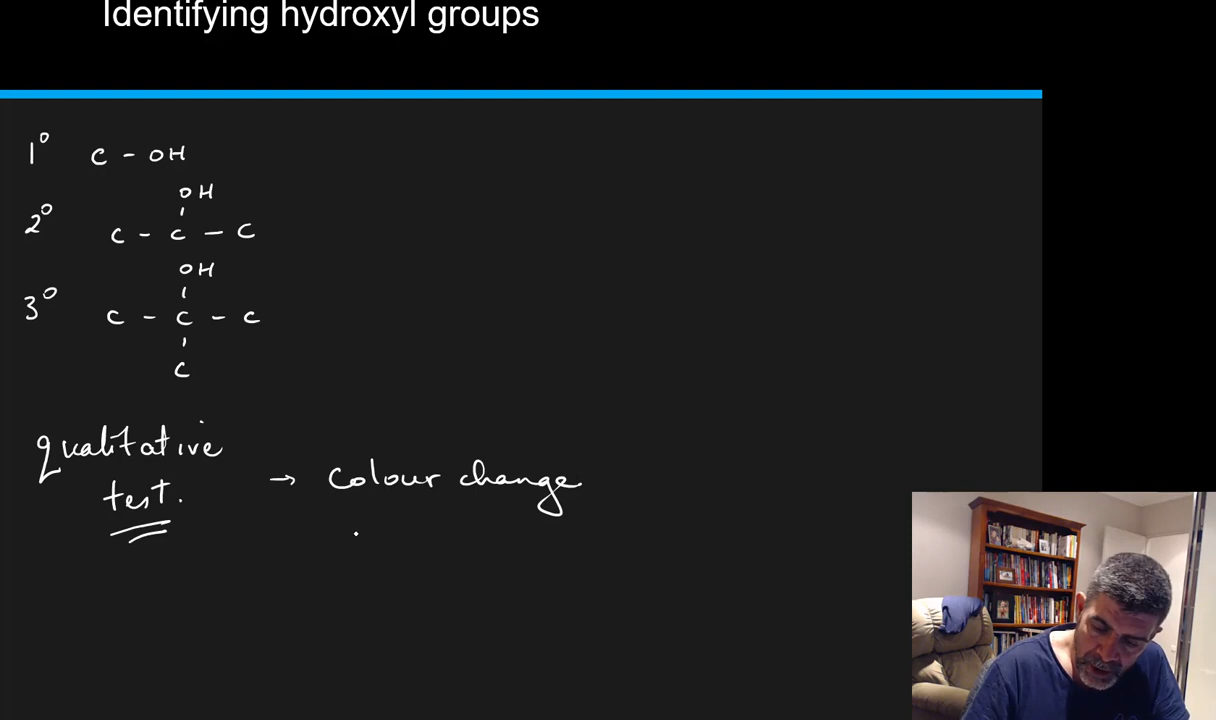 Identifying hydroxyl groups
1° C - OH
OH
2° C - C - C
OH
3° C - C - C
C
qualitative
test. → Colour change